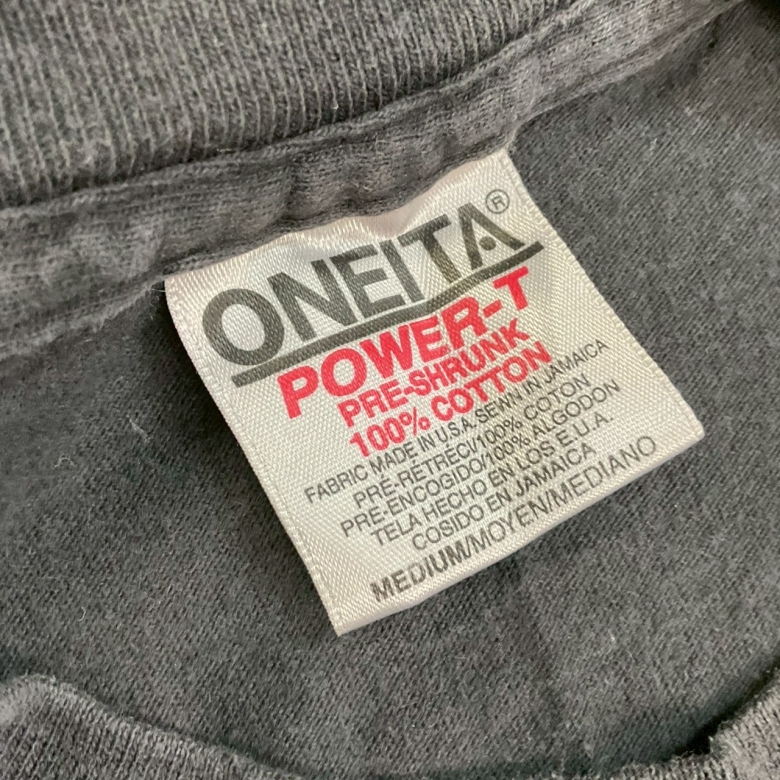 ONEITA®
POWER-T
PRE-SHRUNK
100% COTTON
FABRIC MADE IN U.S.A. SEWN IN JAMAICA
PRÉ-RÉTRÉCI/100% COTON
PRE-ENCOGIDO/100% ALGODON
TELA HECHO EN LOS E.U.A.
COSIDO EN JAMAICA
MEDIUM/MOYEN/MEDIANO